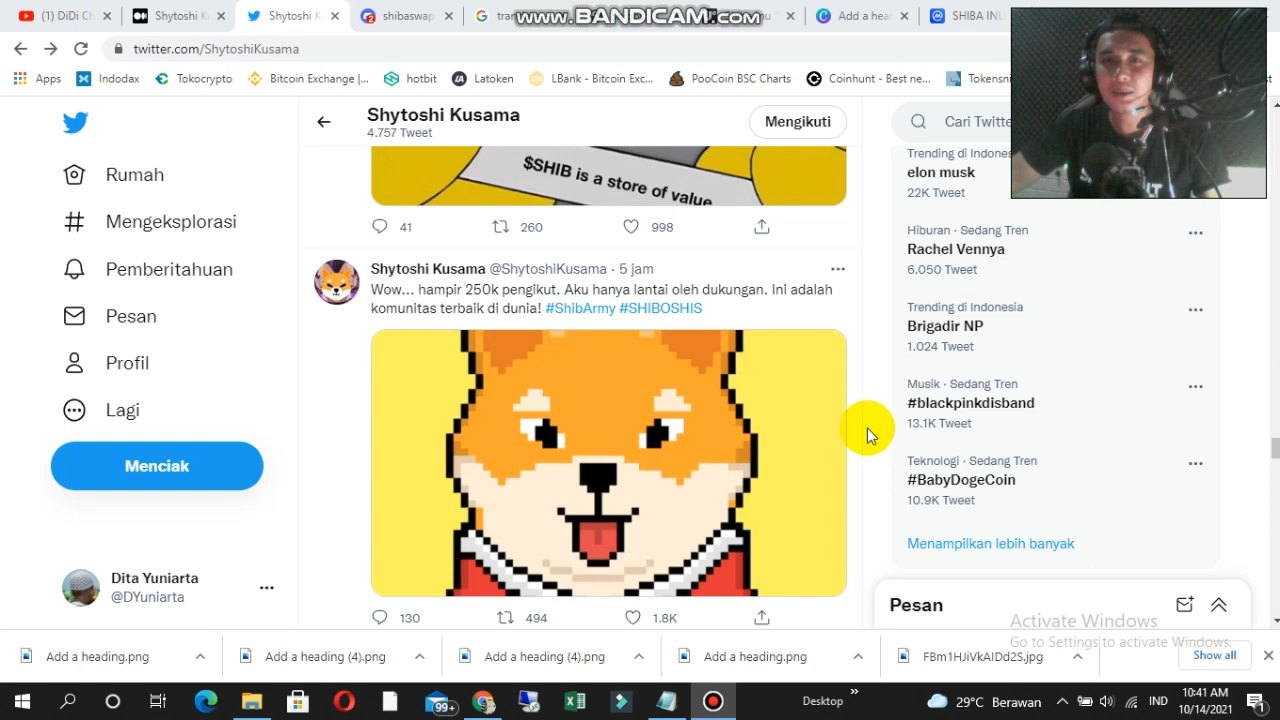 www.BANDICAM.com
(1) DiDi C
Shytoshi K
Shytoshi K
shibaswap
Add a hea
SHIBA INU
twitter.com/ShytoshiKusama
Apps
Indodax
Tokocrypto
Bitcoin Exchange |...
hotbit
Latoken
LBank - Bitcoin Exc...
PooCoin BSC Charts
Coinhunt - Best ne...
Tokensni
Shytoshi Kusama
4.757 Tweet
Mengikuti
Cari Twitte
Rumah
Mengeksplorasi
Pemberitahuan
Pesan
Profil
Lagi
Menciak
Dita Yuniarta
@DYuniarta
$SHIB is a store of value
41 260 998
Shytoshi Kusama @ShytoshiKusama · 5 jam
Wow... hampir 250k pengikut. Aku hanya lantai oleh dukungan. Ini adalah
komunitas terbaik di dunia! #ShibArmy #SHIBOSHIS
130 494 1.8K
Trending di Indones
elon musk
22K Tweet
Hiburan · Sedang Tren
Rachel Vennya
6.050 Tweet
Trending di Indonesia
Brigadir NP
1.024 Tweet
Musik · Sedang Tren
#blackpinkdisband
13.1K Tweet
Teknologi · Sedang Tren
#BabyDogeCoin
10.9K Tweet
Menampilkan lebih banyak
Pesan
Activate Windows
Go to Settings to activate Windows.
Add a heading.png
Add a heading (4).png
Add a heading (4).png
Add a heading.png
FBm1HJiVkAIDd2S.jpg
Show all
99+
Desktop
29°C Berawan
IND
10:41 AM
10/14/2021
1